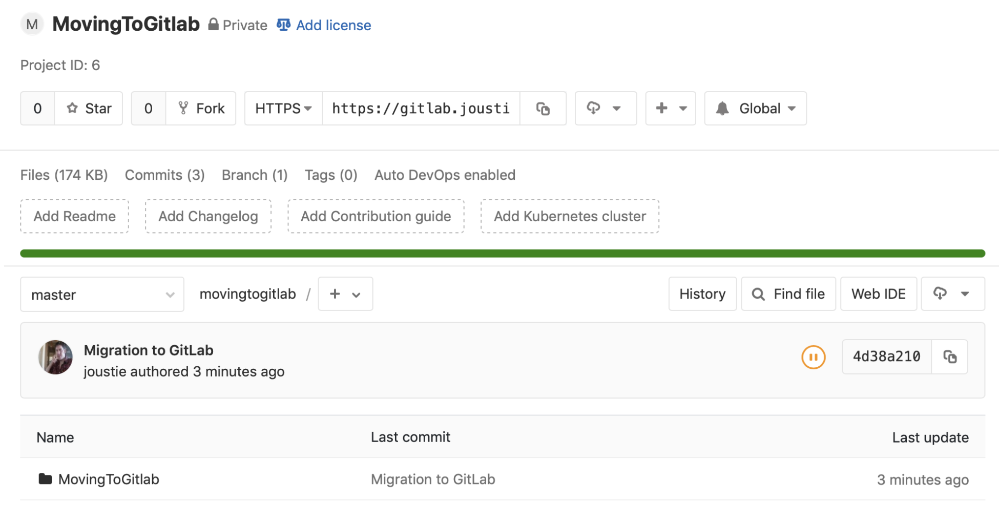 M MovingToGitlab Private Add license
Project ID: 6
0 Star 0 Fork HTTPS https://gitlab.jousti Global
Files (174 KB) Commits (3) Branch (1) Tags (0) Auto DevOps enabled
Add Readme Add Changelog Add Contribution guide Add Kubernetes cluster
master movingtogitlab / + History Find file Web IDE
Migration to GitLab
joustie authored 3 minutes ago
4d38a210
Name Last commit Last update
MovingToGitlab Migration to GitLab 3 minutes ago